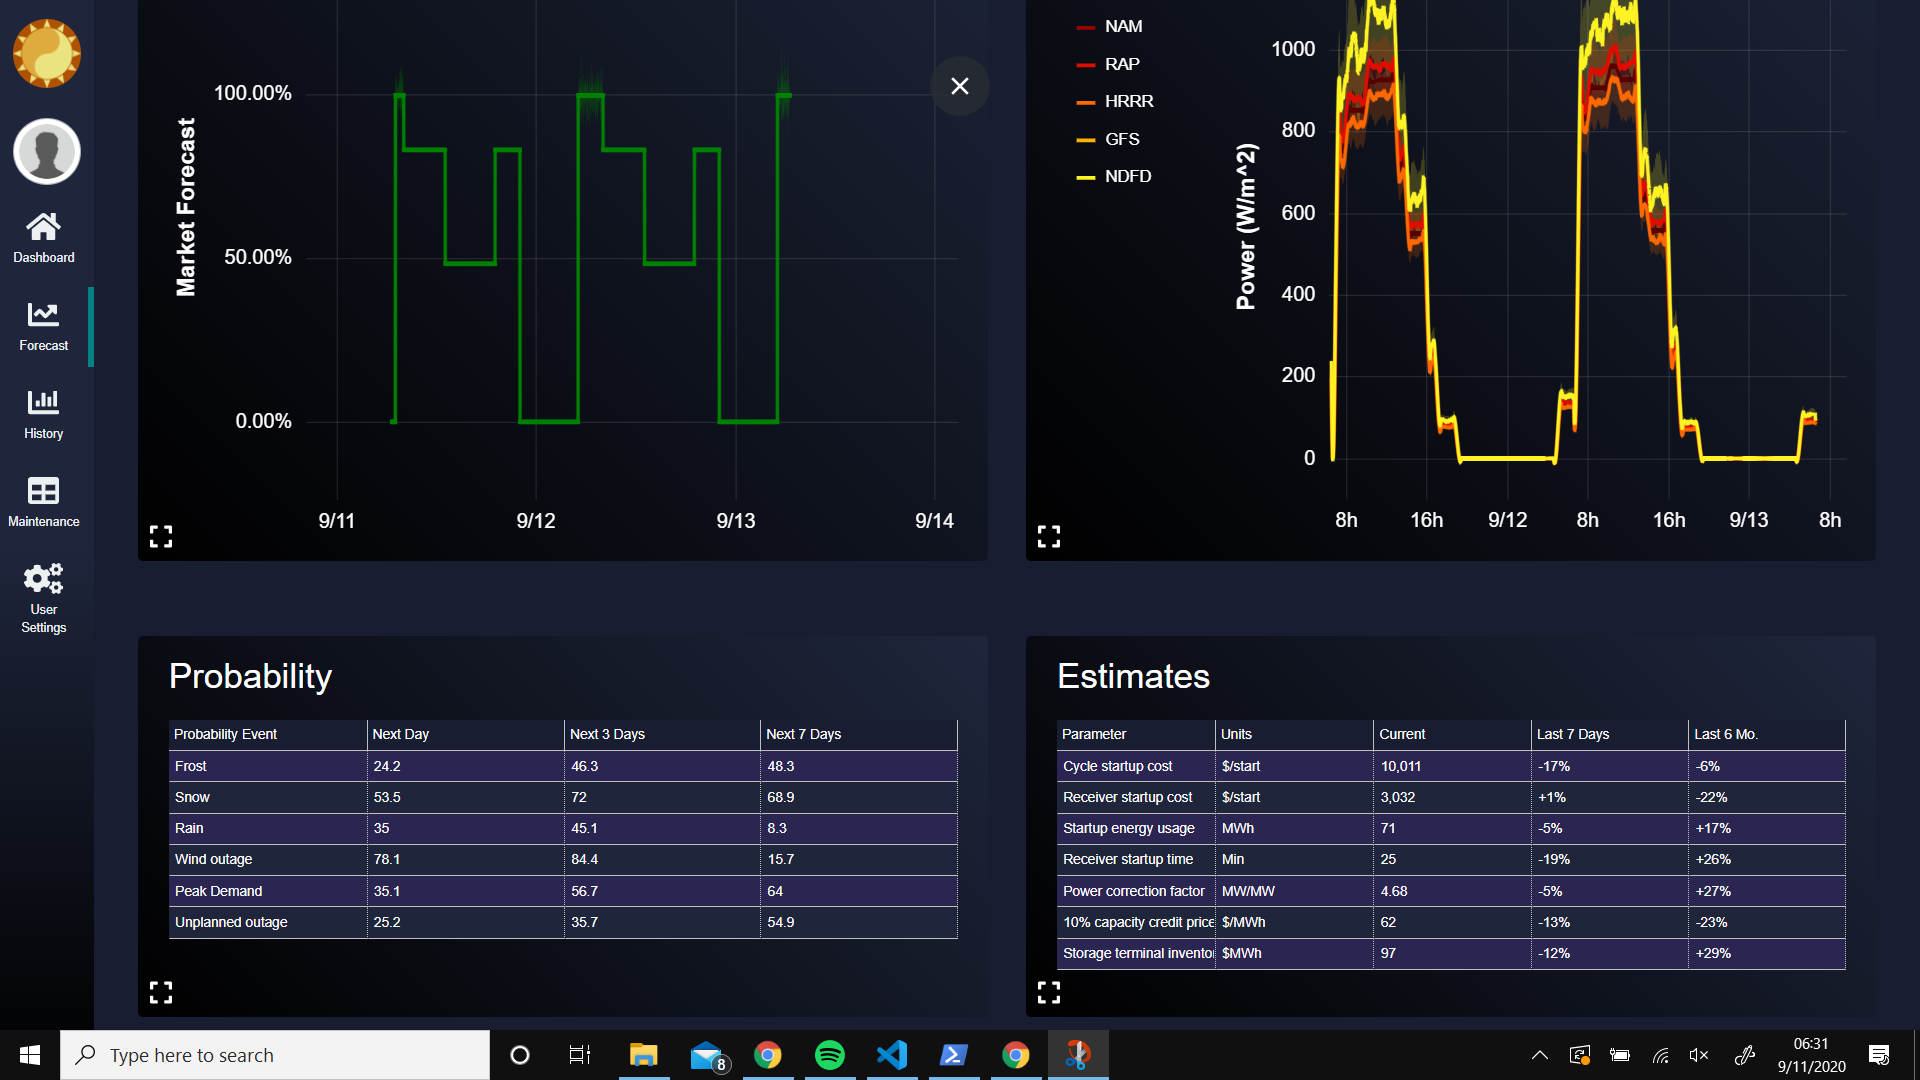 Dashboard
Forecast
History
Maintenance
User
Settings
Market Forecast
100.00%
50.00%
0.00%
9/11
9/12
9/13
9/14
NAM
RAP
HRRR
GFS
NDFD
Power (W/m^2)
1000
800
600
400
200
0
8h
16h
9/12
8h
16h
9/13
8h
Probability
Probability Event Next Day Next 3 Days Next 7 Days
Frost 24.2 46.3 48.3
Snow 53.5 72 68.9
Rain 35 45.1 8.3
Wind outage 78.1 84.4 15.7
Peak Demand 35.1 56.7 64
Unplanned outage 25.2 35.7 54.9
Estimates
Parameter Units Current Last 7 Days Last 6 Mo.
Cycle startup cost $/start 10,011 -17% -6%
Receiver startup cost $/start 3,032 +1% -22%
Startup energy usage MWh 71 -5% +17%
Receiver startup time Min 25 -19% +26%
Power correction factor MW/MW 4.68 -5% +27%
10% capacity credit price $/MWh 62 -13% -23%
Storage terminal invento $MWh 97 -12% +29%
Type here to search
8
06:31
9/11/2020